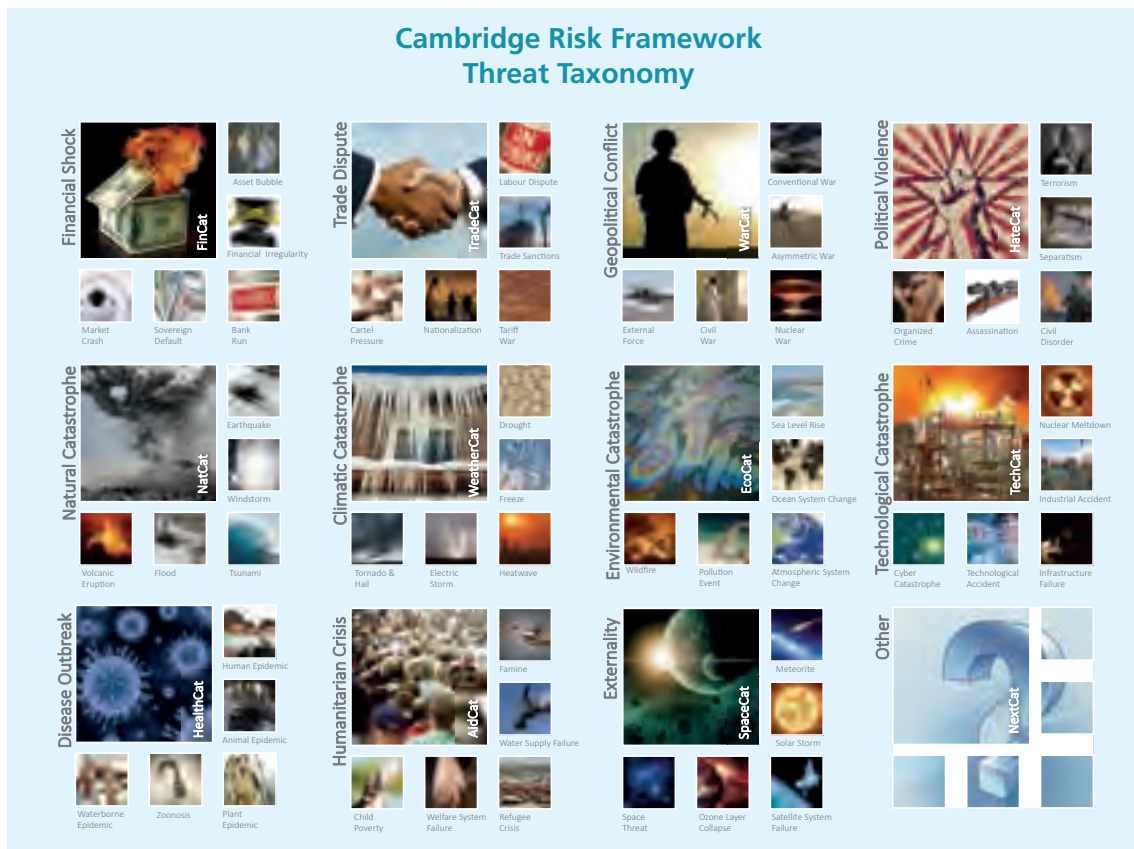 Cambridge Risk Framework
Threat Taxonomy
Financial Shock
FinCat
Asset Bubble
Financial Irregularity
Market
Crash
Sovereign
Default
Bank
Run
Trade Dispute
TradeCat
Labour Dispute
Trade Sanctions
Cartel
Pressure
Nationalization
Tariff
War
Geopolitical Conflict
WarCat
Conventional War
Asymmetric War
External
Force
Civil
War
Nuclear
War
Political Violence
HateCat
Terrorism
Separatism
Organized
Crime
Assassination
Civil
Disorder
Natural Catastrophe
NatCat
Earthquake
Windstorm
Volcanic
Eruption
Flood
Tsunami
Climatic Catastrophe
WeatherCat
Drought
Freeze
Tornado &
Hail
Electric
Storm
Heatwave
Environmental Catastrophe
EcoCat
Sea Level Rise
Ocean System Change
Wildfire
Pollution
Event
Atmospheric System
Change
Technological Catastrophe
TechCat
Nuclear Meltdown
Industrial Accident
Cyber
Catastrophe
Technological
Accident
Infrastructure
Failure
Disease Outbreak
HealthCat
Human Epidemic
Animal Epidemic
Waterborne
Epidemic
Zoonosis
Plant
Epidemic
Humanitarian Crisis
AidCat
Famine
Water Supply Failure
Child
Poverty
Welfare System
Failure
Refugee
Crisis
Externality
SpaceCat
Meteorite
Solar Storm
Space
Threat
Ozone Layer
Collapse
Satellite System
Failure
Other
NextCat